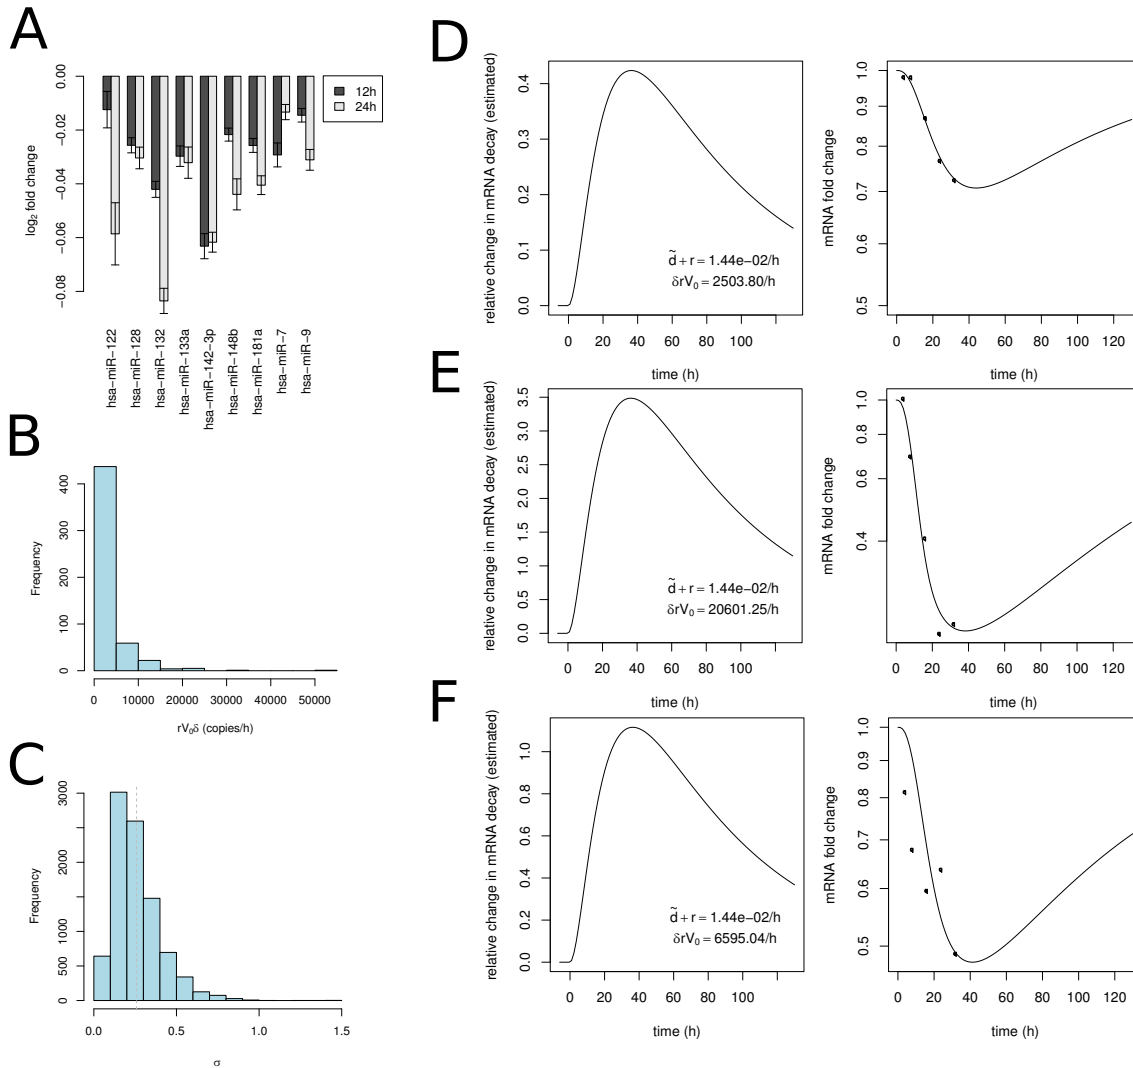 A
0.00
−0.02
−0.04
−0.06
−0.08
log2 fold change
12h
24h
hsa−miR−122
hsa−miR−128
hsa−miR−132
hsa−miR−133a
hsa−miR−142−3p
hsa−miR−148b
hsa−miR−181a
hsa−miR−7
hsa−miR−9
B
Frequency
0 100 200 300 400
0 10000 20000 30000 40000 50000
rV₀δ (copies/h)
C
Frequency
0 500 1000 2000 3000
0.0 0.5 1.0 1.5
σ
D
relative change in mRNA decay (estimated)
0.0 0.1 0.2 0.3 0.4
d̃ + r = 1.44e−02/h
δrV₀ = 2503.80/h
0 20 40 60 80 100
time (h)
mRNA fold change
0.5 0.6 0.7 0.8 0.9 1.0
0 20 40 60 80 100 120
time (h)
E
relative change in mRNA decay (estimated)
0.0 0.5 1.0 1.5 2.0 2.5 3.0 3.5
d̃ + r = 1.44e−02/h
δrV₀ = 20601.25/h
0 20 40 60 80 100
time (h)
mRNA fold change
0.4 0.6 0.8 1.0
0 20 40 60 80 100 120
time (h)
F
relative change in mRNA decay (estimated)
0.0 0.2 0.4 0.6 0.8 1.0
d̃ + r = 1.44e−02/h
δrV₀ = 6595.04/h
0 20 40 60 80 100
time (h)
mRNA fold change
0.5 0.6 0.7 0.8 0.9 1.0
0 20 40 60 80 100 120
time (h)